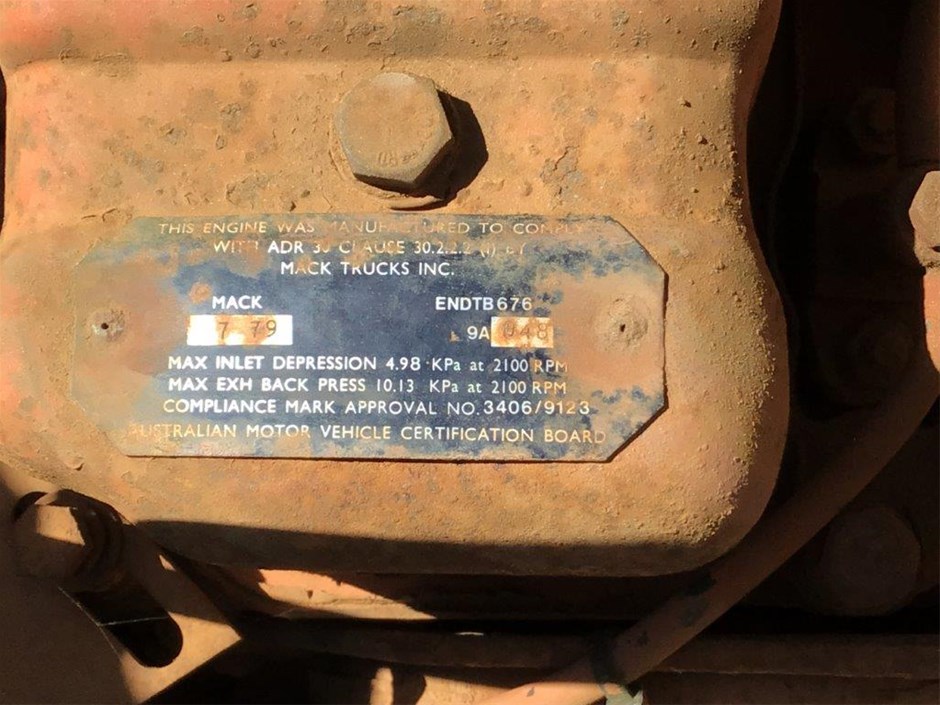 THIS ENGINE WAS MANUFACTURED TO COMPLY
WITH ADR 30 CLAUSE 30.2.2.2 (I) BY
MACK TRUCKS INC.
MACK ENDTB676
7 79 9A 048
MAX INLET DEPRESSION 4.98 KPa at 2100 RPM
MAX EXH BACK PRESS 10.13 KPa at 2100 RPM
COMPLIANCE MARK APPROVAL NO. 3406/9123
AUSTRALIAN MOTOR VEHICLE CERTIFICATION BOARD